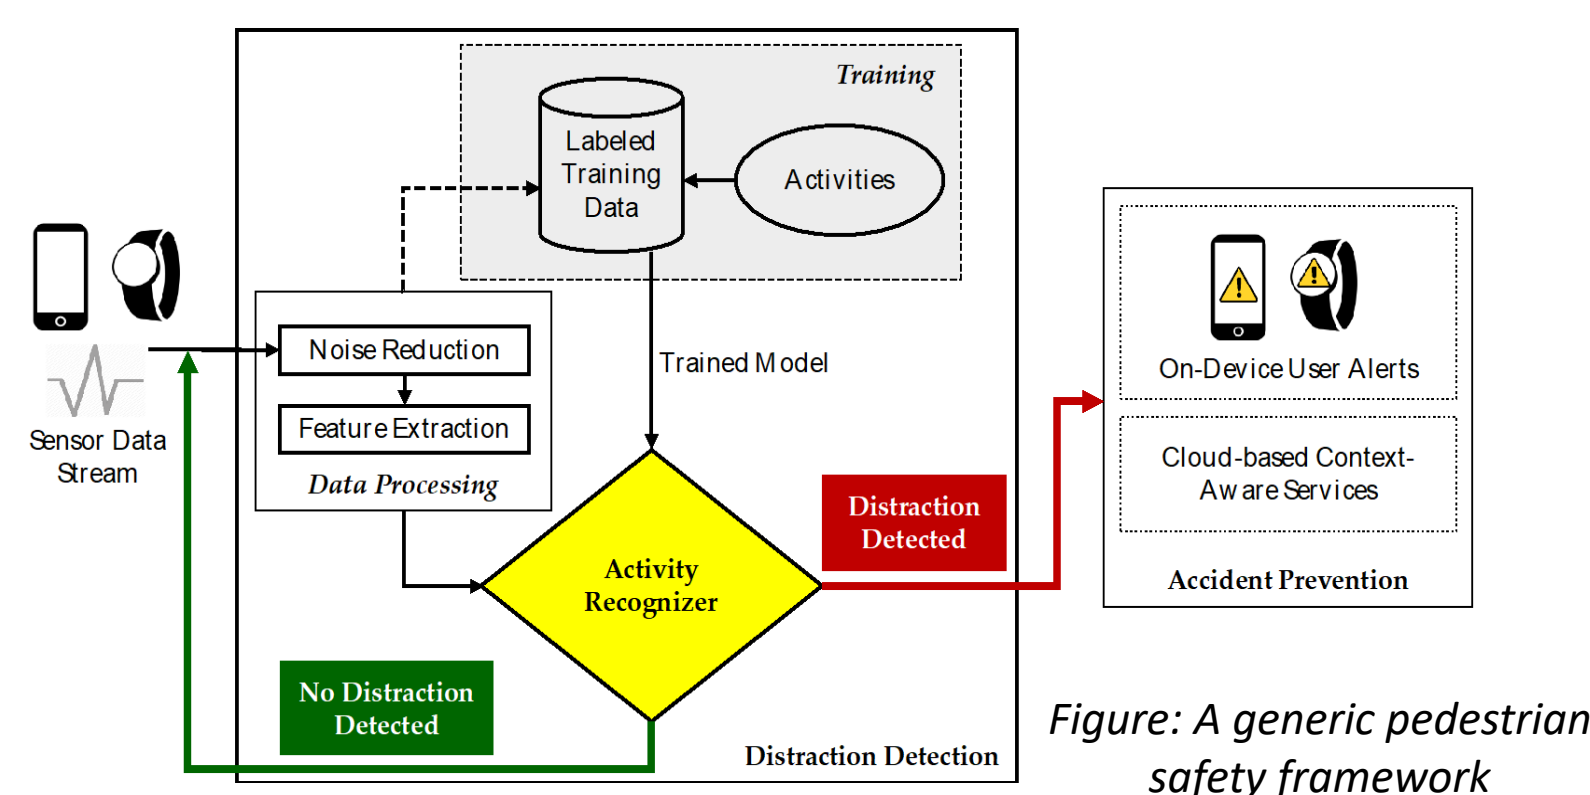 Training
Labeled
Training
Data
Activities
Noise Reduction
Feature Extraction
Data Processing
Sensor Data
Stream
Trained Model
Activity
Recognizer
Distraction
Detected
No Distraction
Detected
Distraction Detection
On-Device User Alerts
Cloud-based Context-
Aware Services
Accident Prevention
Figure: A generic pedestrian
safety framework